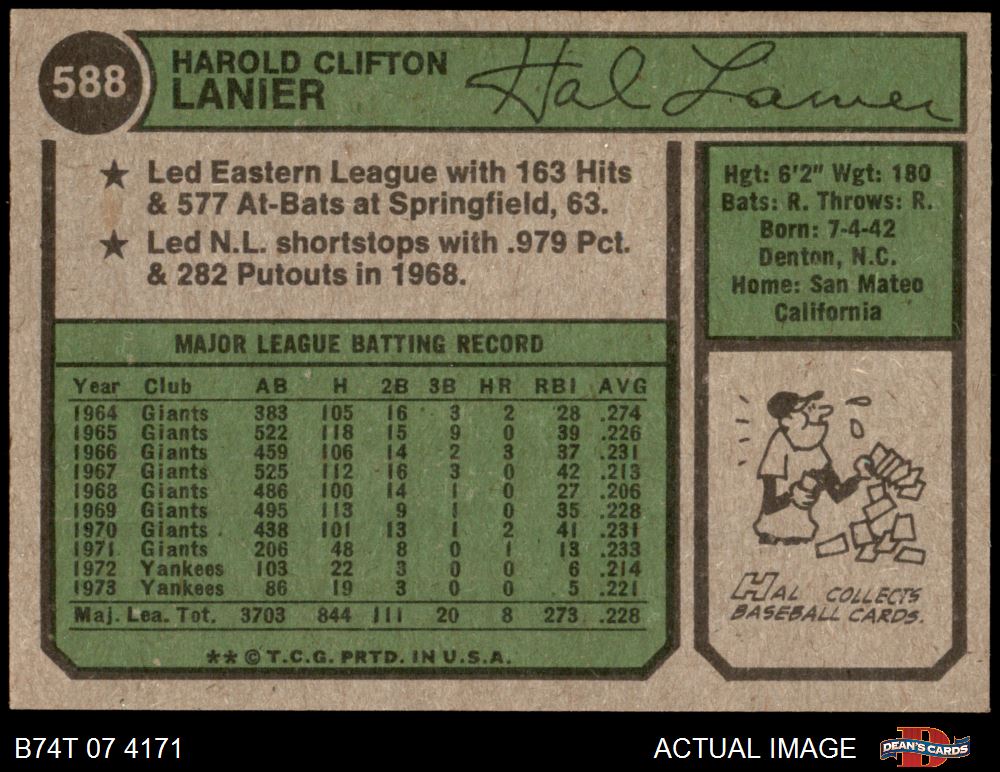 588
HAROLD CLIFTON
LANIER
Hal Lanier
★ Led Eastern League with 163 Hits
& 577 At-Bats at Springfield, 63.
★ Led N.L. shortstops with .979 Pct.
& 282 Putouts in 1968.
Hgt: 6'2" Wgt: 180
Bats: R. Throws: R.
Born: 7-4-42
Denton, N.C.
Home: San Mateo
California
MAJOR LEAGUE BATTING RECORD
Year Club AB H 2B 3B HR RBI AVG
1964 Giants 383 105 16 3 2 28 .274
1965 Giants 522 118 15 9 0 39 .226
1966 Giants 459 106 14 2 3 37 .231
1967 Giants 525 112 16 3 0 42 .213
1968 Giants 486 100 14 1 0 27 .206
1969 Giants 495 113 9 1 0 35 .228
1970 Giants 438 101 13 1 2 41 .231
1971 Giants 206 48 8 0 1 13 .233
1972 Yankees 103 22 3 0 0 6 .214
1973 Yankees 86 19 3 0 0 5 .221
Maj. Lea. Tot. 3703 844 111 20 8 273 .228
** © T.C.G. PRTD. IN U.S.A.
HAL COLLECTS
BASEBALL CARDS.
B74T 07 4171
ACTUAL IMAGE
DEAN'S CARDS